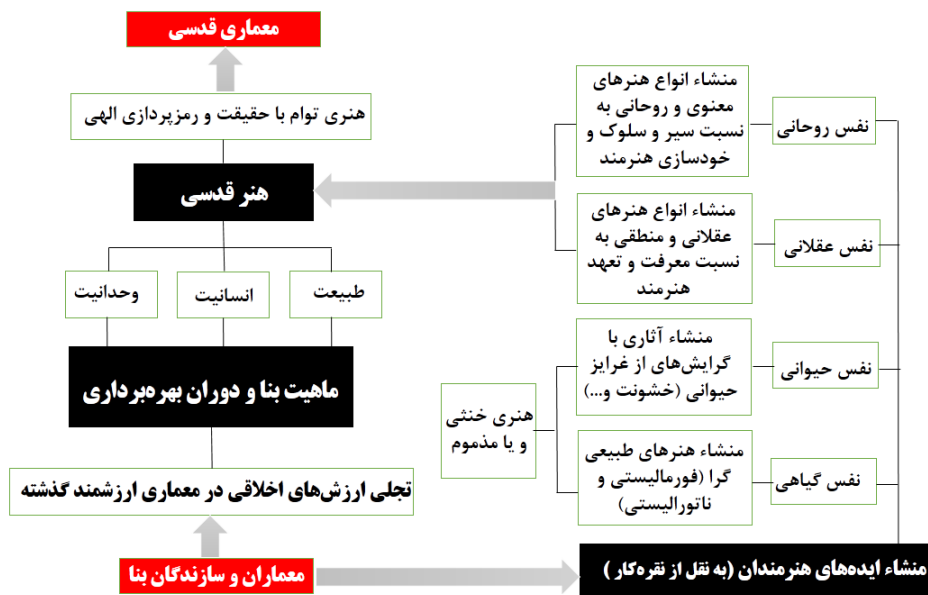 معماری قدسی
هنری توام با حقیقت و رمزپردازی الهی
هنر قدسی
طبیعت
انسانیت
وحدانیت
ماهیت بنا و دوران بهره‌برداری
تجلی ارزش‌های اخلاقی در معماری ارزشمند گذشته
معماران و سازندگان بنا
منشاء انواع هنرهای
معنوی و روحانی به
نسبت سیر و سلوک و
خودسازی هنرمند
نفس روحانی
منشاء انواع هنرهای
عقلانی و منطقی به
نسبت معرفت و تعهد
هنرمند
نفس عقلانی
منشاء آثاری با
گرایش‌های از غرایز
حیوانی (خشونت و...)
نفس حیوانی
هنری خنثی
و یا مذموم
منشاء هنرهای طبیعی
گرا (فورمالیستی و
ناتورالیستی)
نفس گیاهی
منشاء ایده‌های هنرمندان (به نقل از نقره‌کار )